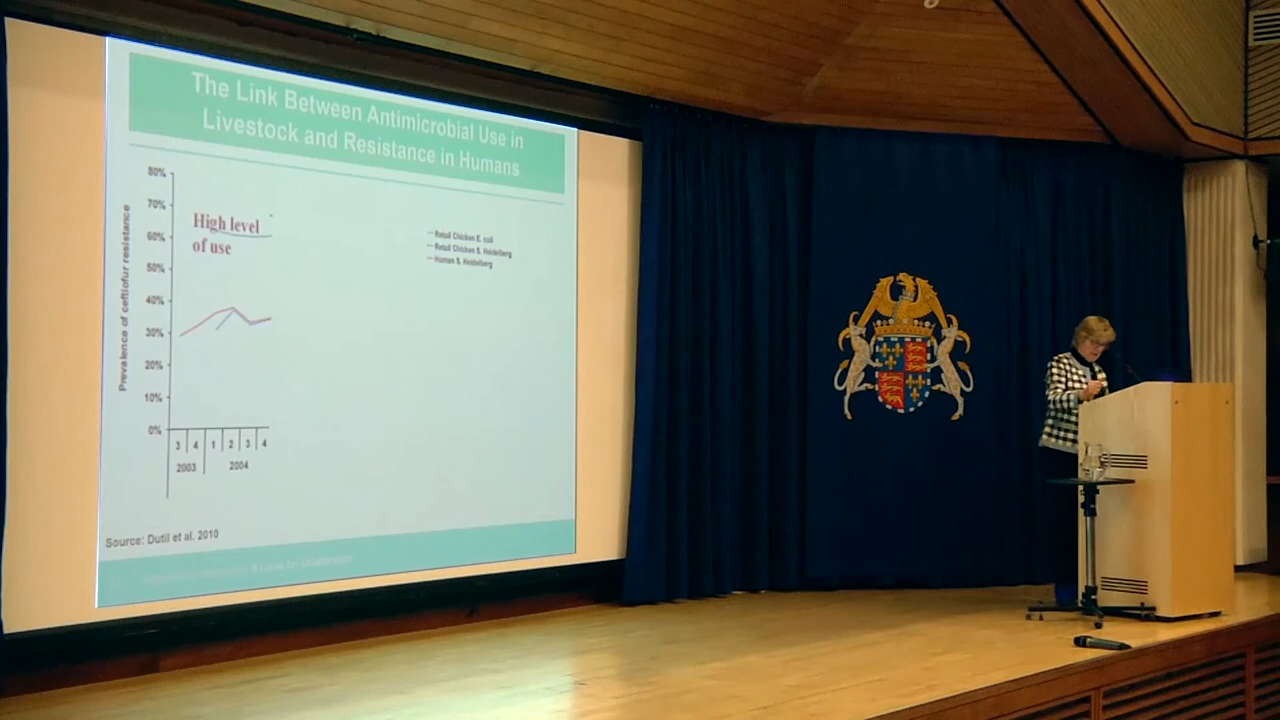 The Link Between Antimicrobial Use in
Livestock and Resistance in Humans
Prevalence of ceftiofur resistance
80%
70%
60%
50%
40%
30%
20%
10%
0%
High level
of use
Retail Chicken E. coli
Retail Chicken S. Heidelberg
Human S. Heidelberg
3 4 1 2 3 4
2003 2004
Source: Dutil et al. 2010